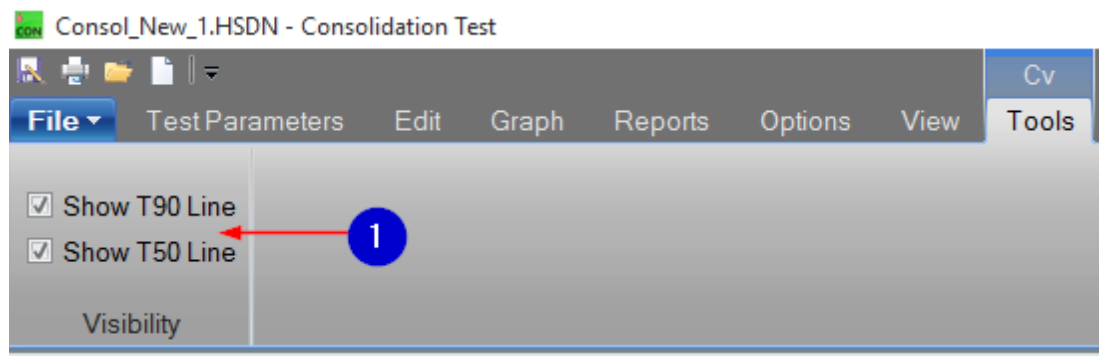 CON Consol_New_1.HSDN - Consolidation Test
Cv
File Test Parameters Edit Graph Reports Options View Tools
Show T90 Line
1
Show T50 Line
Visibility